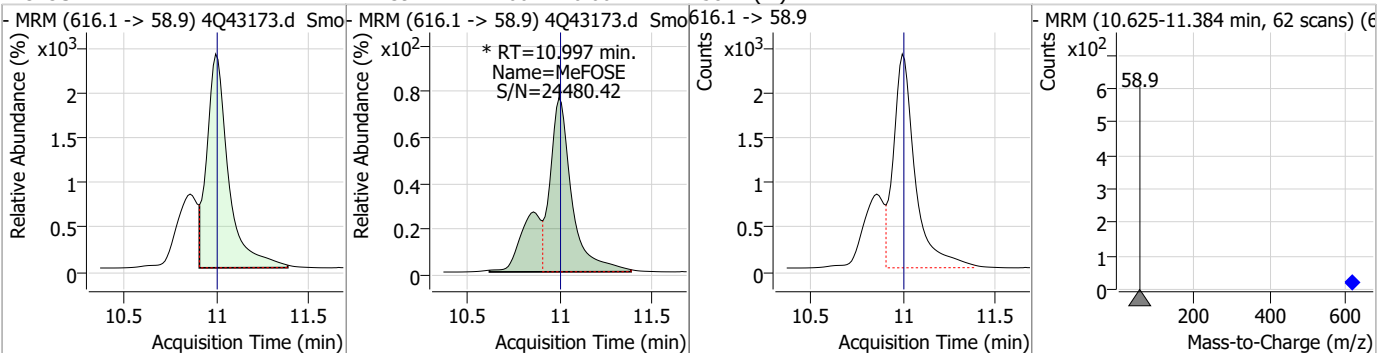 - MRM (616.1 -> 58.9) 4Q43173.d Smo
Relative Abundance (%)
x10³
2
1.5
1
0.5
0
10.5 11 11.5
Acquisition Time (min)
- MRM (616.1 -> 58.9) 4Q43173.d Smo
Relative Abundance (%)
x10²
* RT=10.997 min.
Name=MeFOSE
S/N=24480.42
0.8
0.6
0.4
0.2
0
10.5 11 11.5
Acquisition Time (min)
616.1 -> 58.9
Counts
x10³
2
1.5
1
0.5
0
10.5 11 11.5
Acquisition Time (min)
- MRM (10.625-11.384 min, 62 scans) (6
Counts
x10²
58.9
6
5
4
3
2
1
0
200 400 600
Mass-to-Charge (m/z)